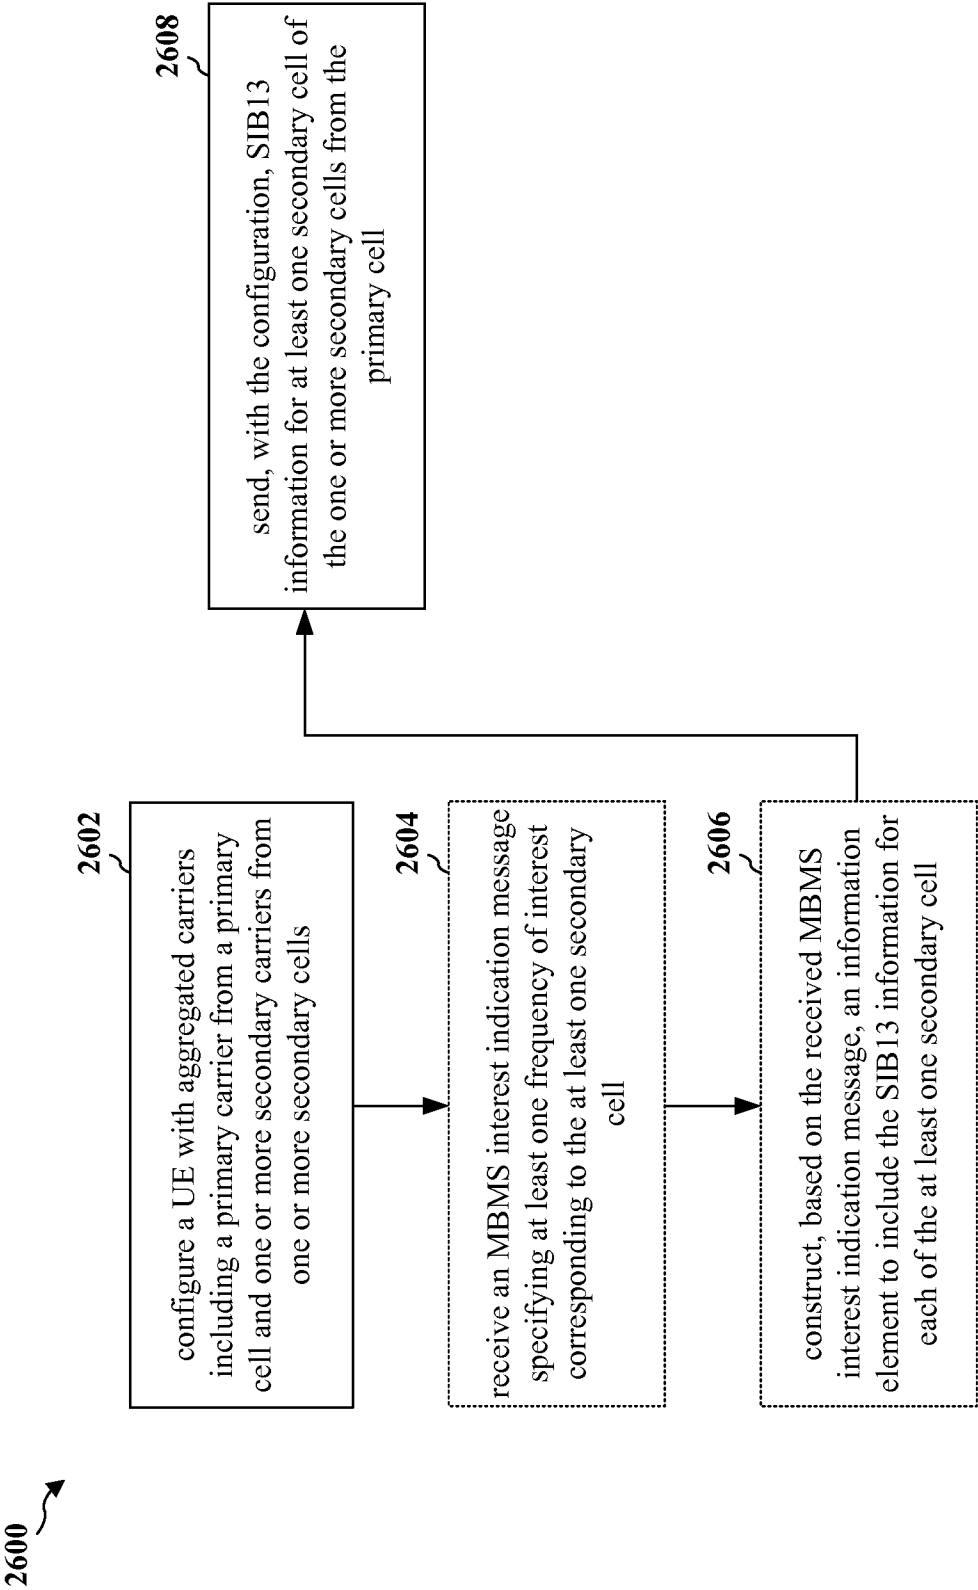 2600
2602
configure a UE with aggregated carriers
including a primary carrier from a primary
cell and one or more secondary carriers from
one or more secondary cells
2604
receive an MBMS interest indication message
specifying at least one frequency of interest
corresponding to the at least one secondary
cell
2606
construct, based on the received MBMS
interest indication message, an information
element to include the SIB13 information for
each of the at least one secondary cell
2608
send, with the configuration, SIB13
information for at least one secondary cell of
the one or more secondary cells from the
primary cell